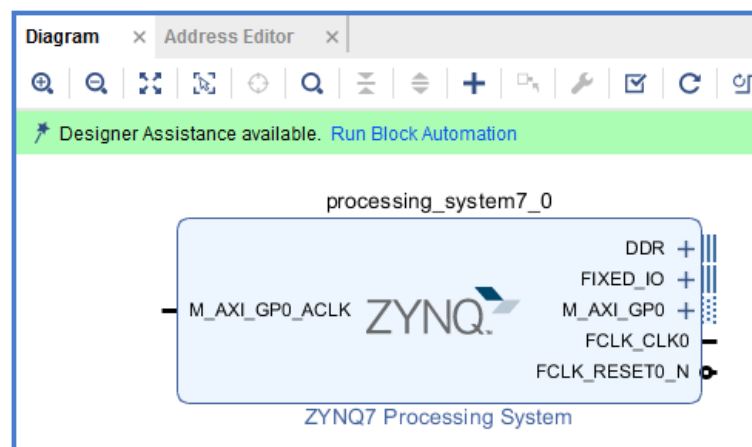 Diagram × Address Editor ×
Designer Assistance available. Run Block Automation
processing_system7_0
DDR
FIXED_IO
M_AXI_GP0_ACLK ZYNQ M_AXI_GP0
FCLK_CLK0
FCLK_RESET0_N
ZYNQ7 Processing System